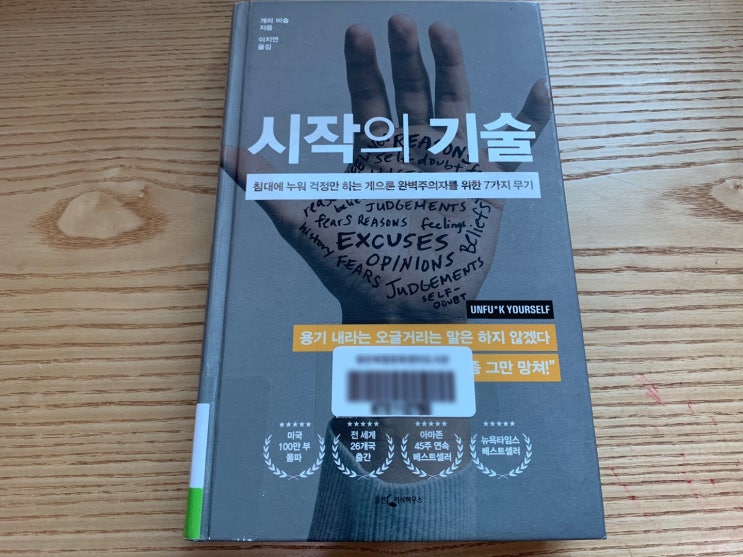 개리 비숍
지음
이지연
옮김
시작의 기술
침대에 누워 걱정만 하는 게으른 완벽주의자를 위한 7가지 무기
REASONS
self-doubt
JUDGEMENTS
fears REASONS feelings
history
EXCUSES
Beliefs
OPINIONS
FEARS
JUDGEMENTS
SELF-
DOUBT
UNFU*K YOURSELF
용기 내라는 오글거리는 말은 하지 않겠다
좀 그만 망쳐!"
미국
100만 부
돌파
전 세계
26개국
출간
아마존
45주 연속
베스트셀러
뉴욕타임스
베스트셀러
웅진 지식하우스